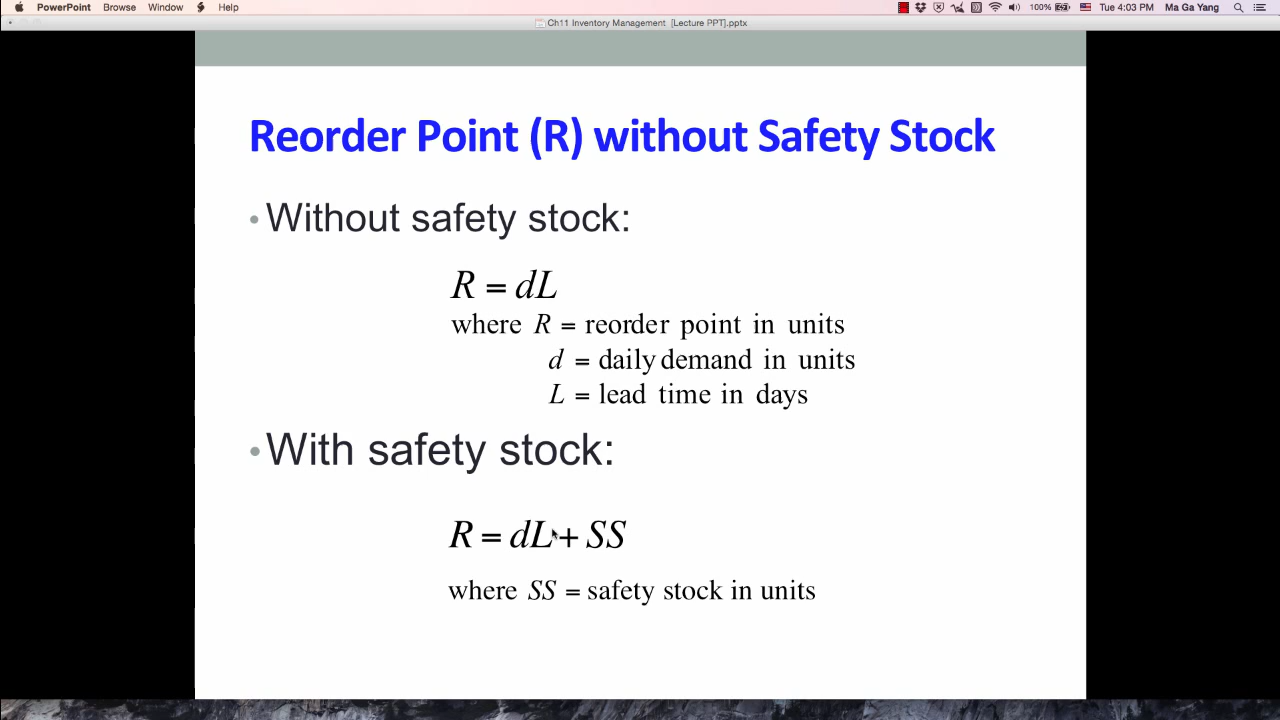 PowerPoint Browse Window Help 100% Tue 4:03 PM Ma Ga Yang
Ch11 Inventory Management [Lecture PPT].pptx
Reorder Point (R) without Safety Stock
• Without safety stock:
R = dL
where R = reorder point in units
d = daily demand in units
L = lead time in days
• With safety stock:
R = dL + SS
where SS = safety stock in units